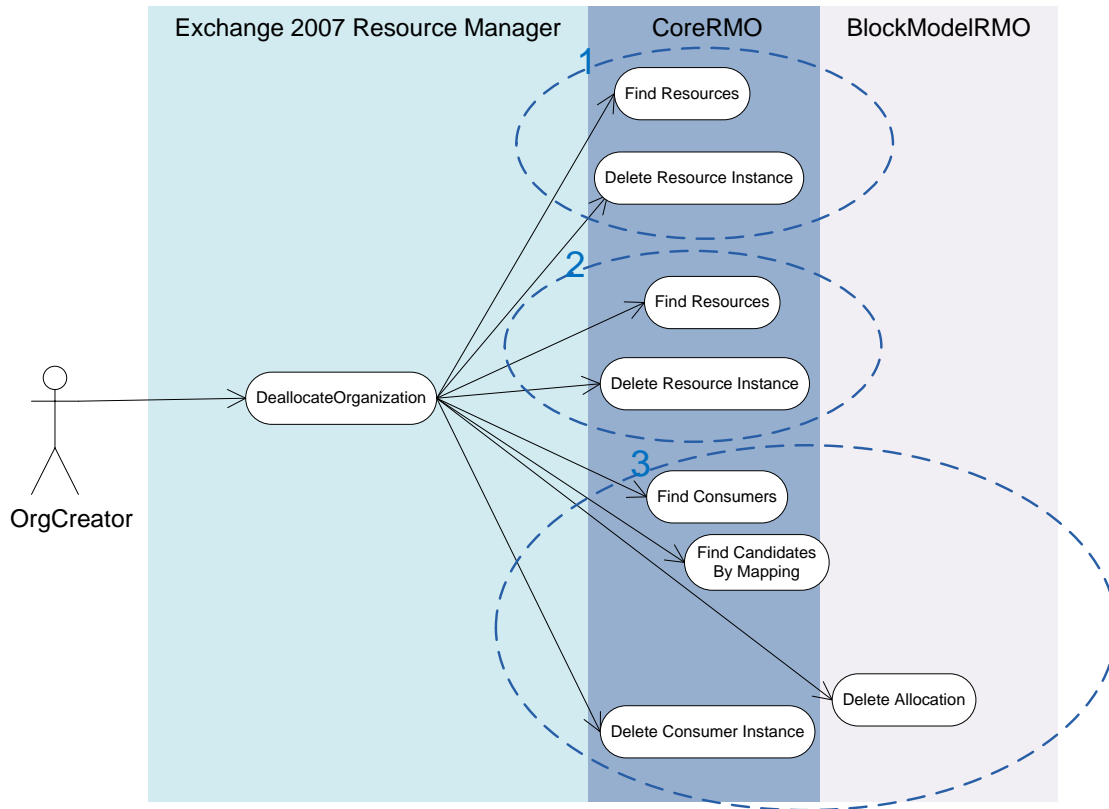 Exchange 2007 Resource Manager
CoreRMO
BlockModelRMO
1
Find Resources
Delete Resource Instance
2
Find Resources
Delete Resource Instance
DeallocateOrganization
OrgCreator
3
Find Consumers
Find Candidates
By Mapping
Delete Allocation
Delete Consumer Instance